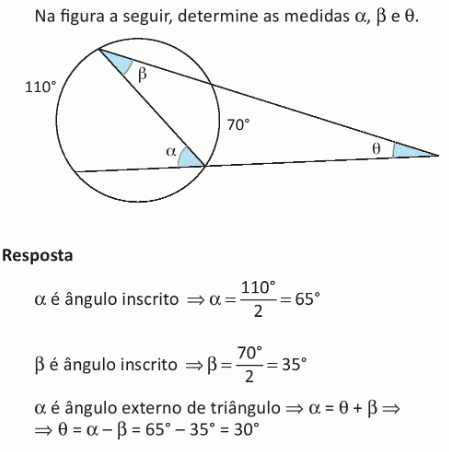 Na figura a seguir, determine as medidas α, β e θ.
β
110°
70°
α
θ
Resposta
α é ângulo inscrito ⇒ α = 110°/2 = 65°
β é ângulo inscrito ⇒ β = 70°/2 = 35°
α é ângulo externo de triângulo ⇒ α = θ + β ⇒
⇒ θ = α – β = 65° – 35° = 30°